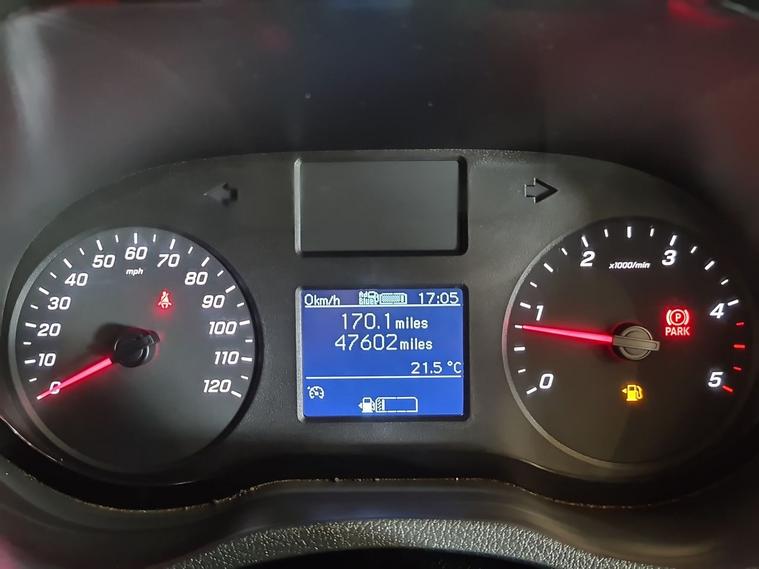 0km/h AdBlue 17:05
170.1 miles
47602 miles
21.5 °C
0 10 20 30 40 50 60 70 80 90 100 110 120
mph
0 1 2 3 4 5
x1000/min
(P)
PARK